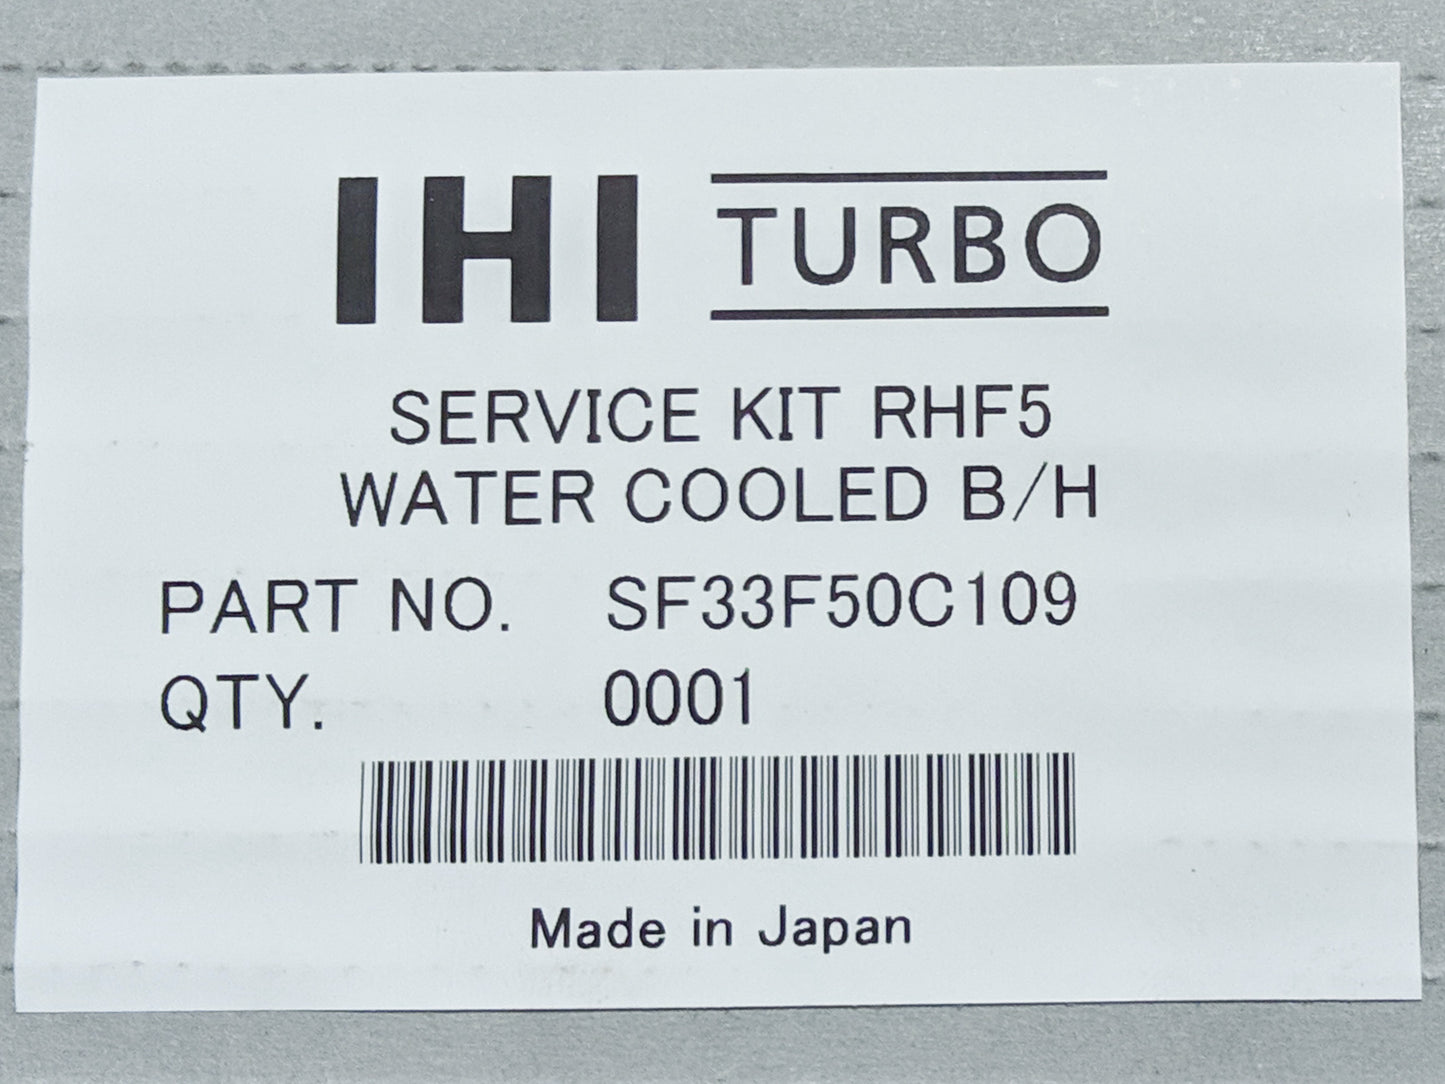 IHI TURBO
SERVICE KIT RHF5
WATER COOLED B/H
PART NO. SF33F50C109
QTY. 0001
Made in Japan